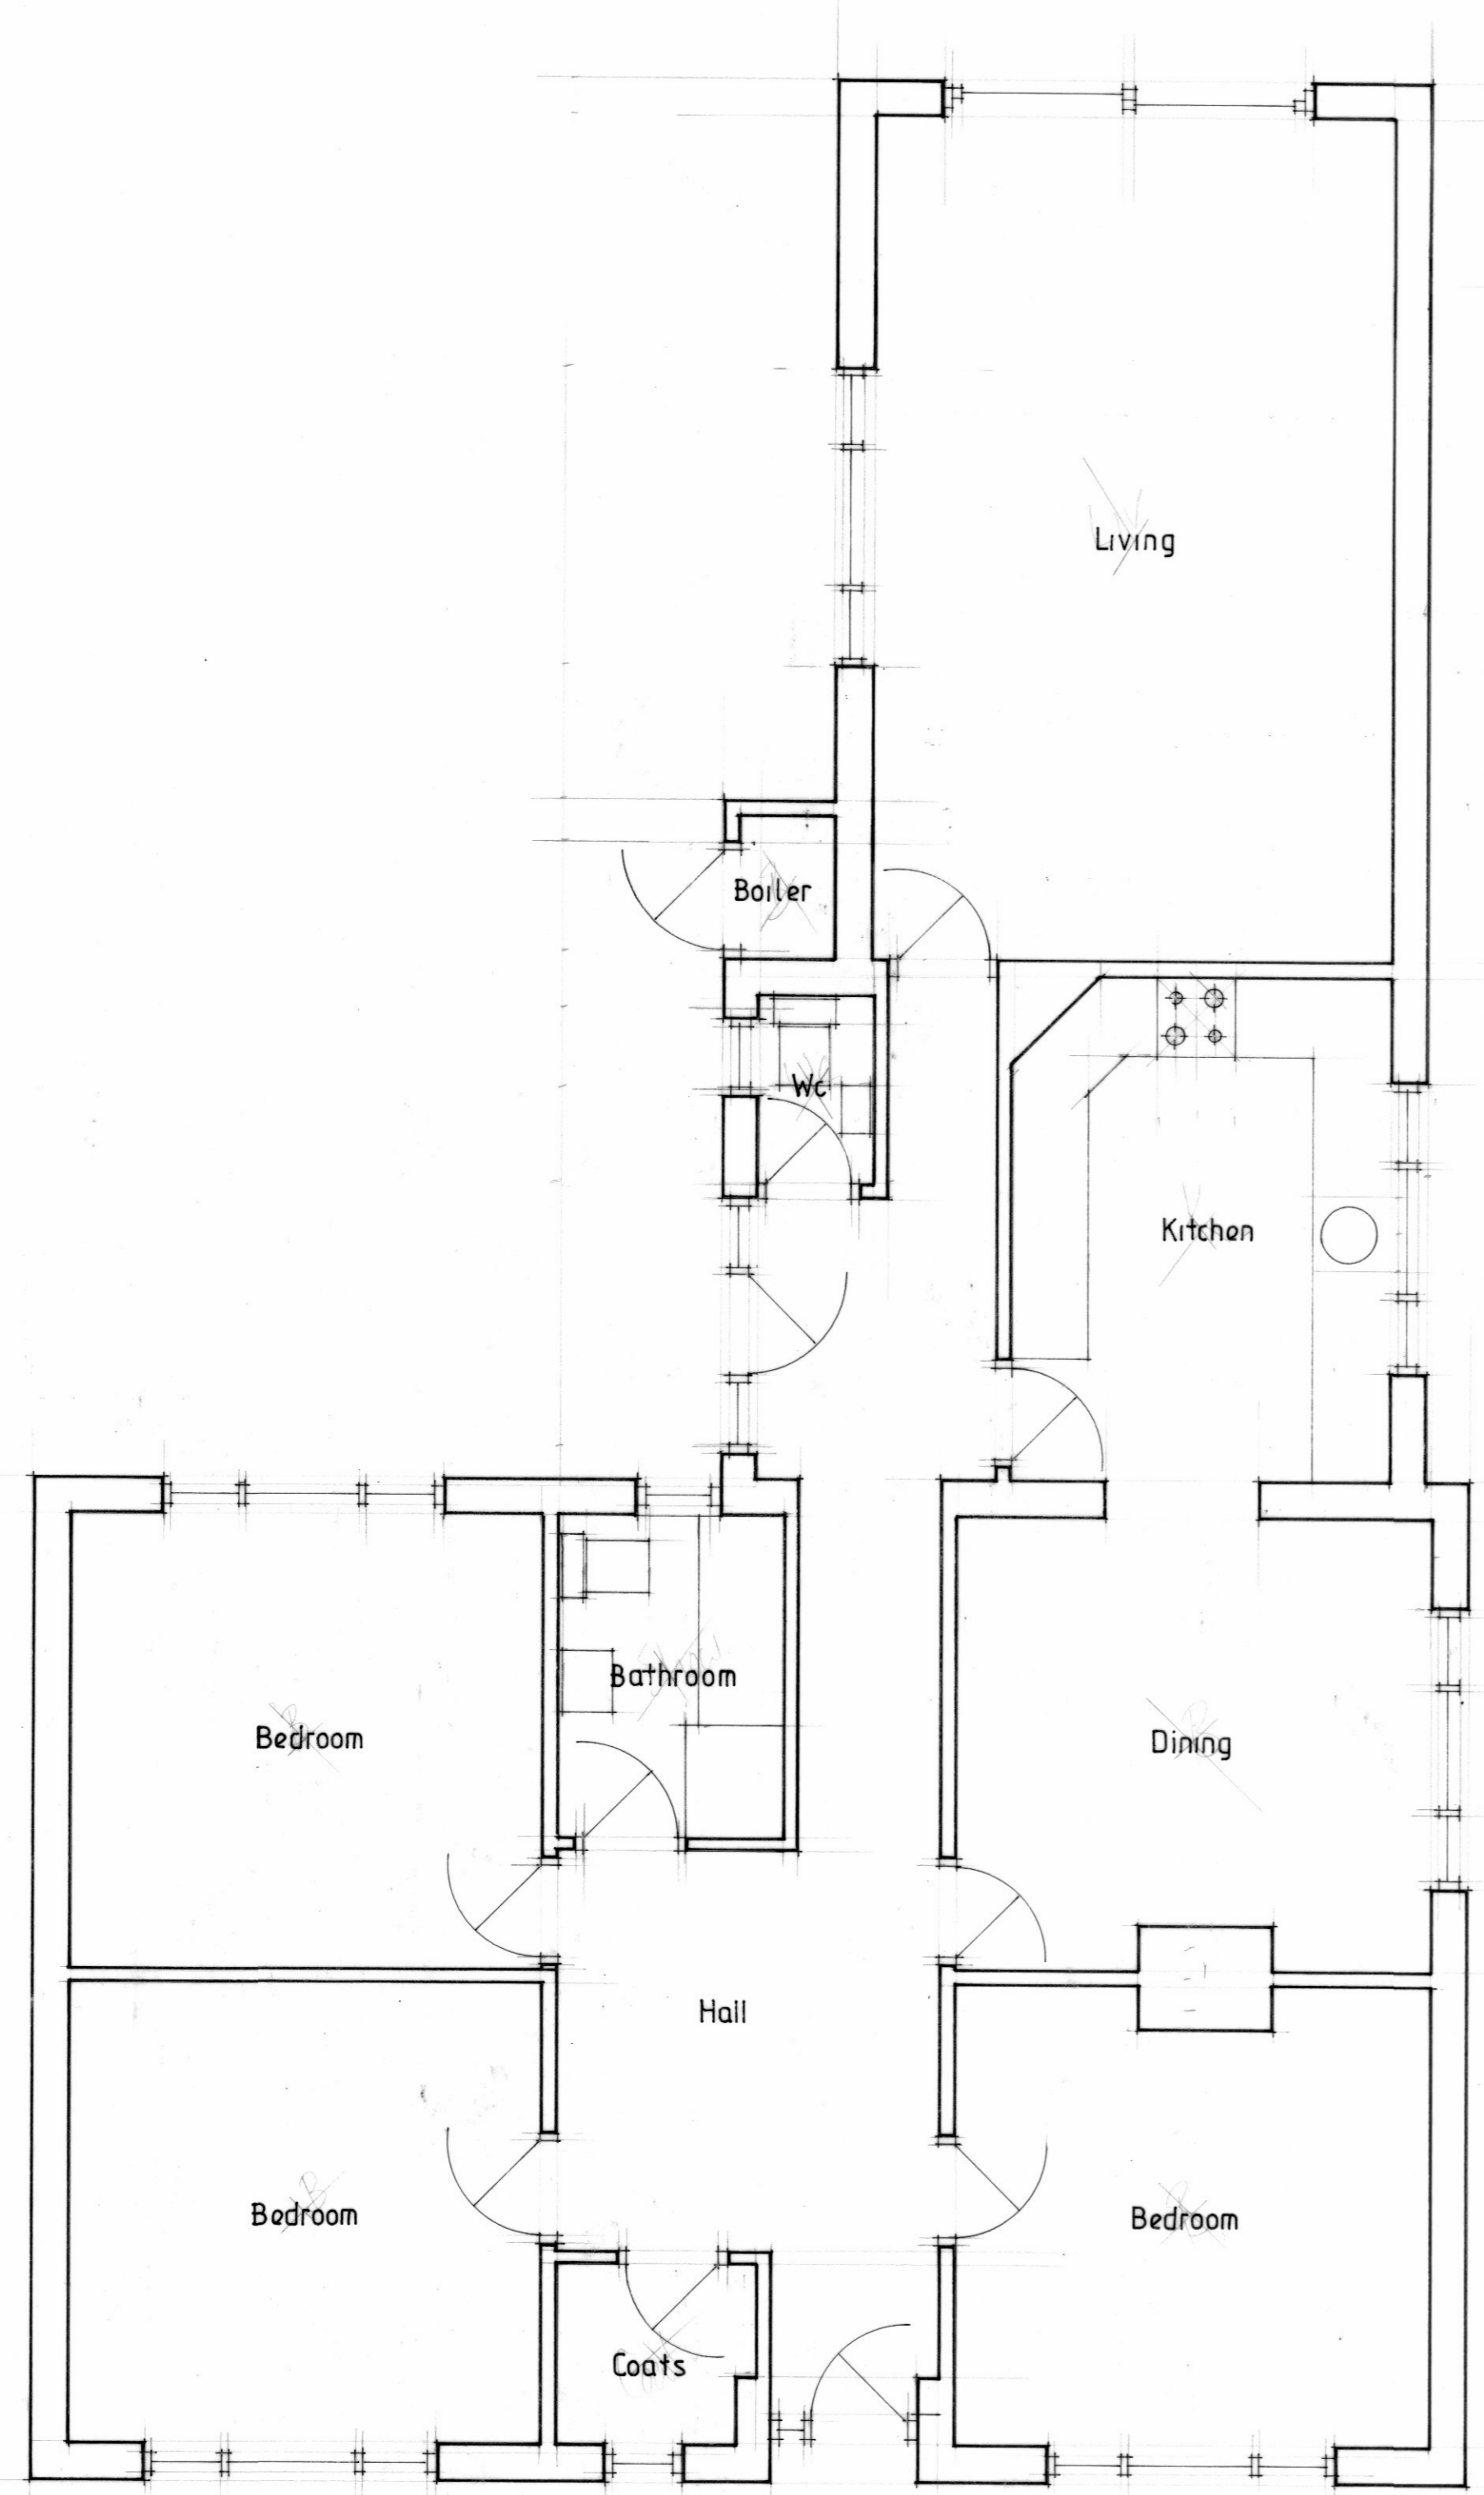 Living
Boiler
Wc
Kitchen
Bathroom
Bedroom
Dining
Hall
Bedroom
Bedroom
Coats